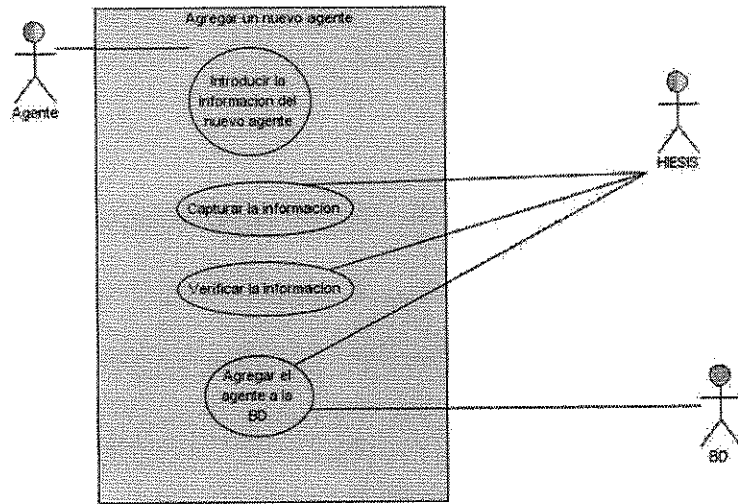 Agregar un nuevo agente
Agente
Introducir la
informacion del
nuevo agente
HIESIS
Capturar la informacion
Verificar la informacion
Agregar el
agente a la
BD
BD